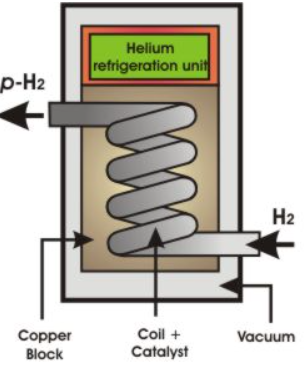 Helium
refrigeration unit
p-H2
H2
Copper
Block
Coil +
Catalyst
Vacuum